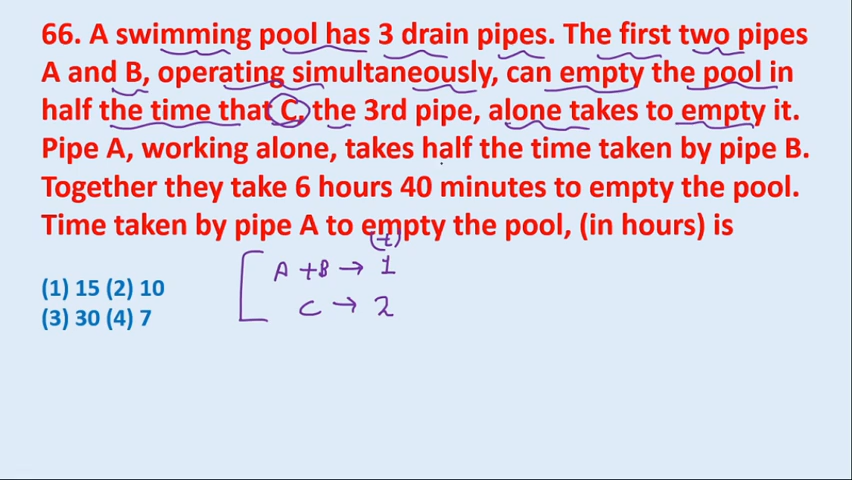 66. A swimming pool has 3 drain pipes. The first two pipes
A and B, operating simultaneously, can empty the pool in
half the time that C, the 3rd pipe, alone takes to empty it.
Pipe A, working alone, takes half the time taken by pipe B.
Together they take 6 hours 40 minutes to empty the pool.
Time taken by pipe A to empty the pool, (in hours) is
(t)
A + B → 1
C → 2
(1) 15 (2) 10
(3) 30 (4) 7